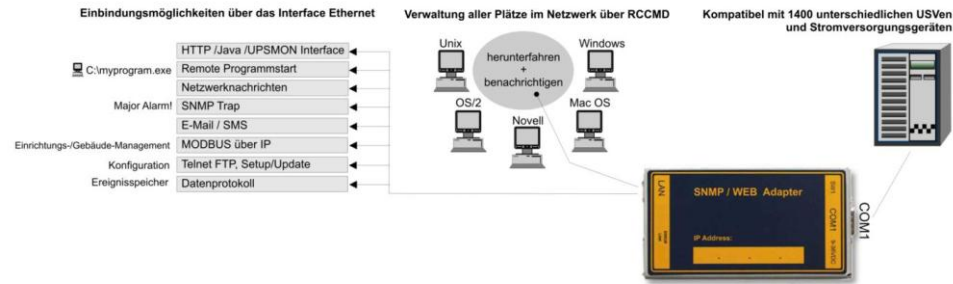 Einbindungsmöglichkeiten über das Interface Ethernet
HTTP /Java /UPSMON Interface
C:\myprogram.exe
Remote Programmstart
Netzwerknachrichten
Major Alarm!
SNMP Trap
E-Mail / SMS
Einrichtungs-/Gebäude-Management
MODBUS über IP
Konfiguration
Telnet FTP, Setup/Update
Ereignisspeicher
Datenprotokoll
Verwaltung aller Plätze im Netzwerk über RCCMD
Unix
Windows
herunterfahren
+
benachrichtigen
OS/2
Mac OS
Novell
Kompatibel mit 1400 unterschiedlichen USVen
und Stromversorgungsgeräten
LAN
SNMP / WEB Adapter
IP Address:
COM1
COM1